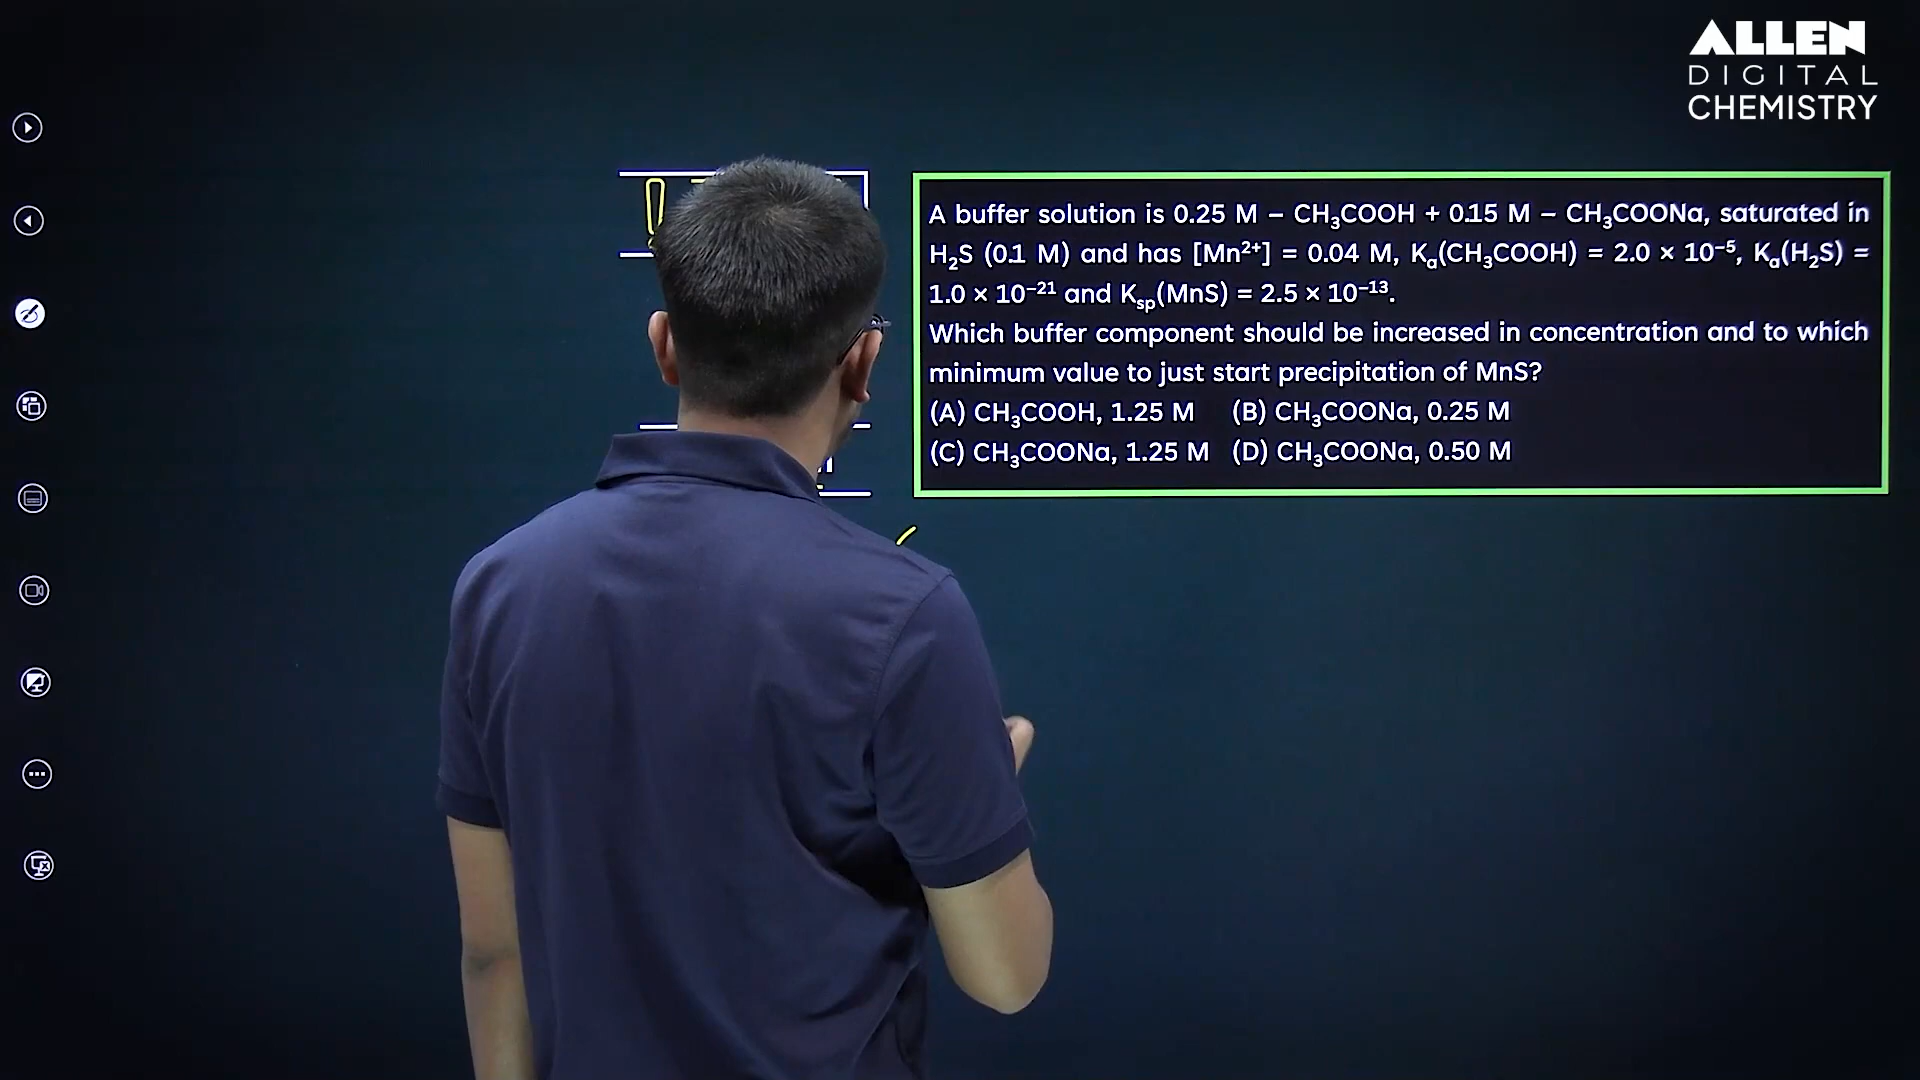 ALLEN
DIGITAL
CHEMISTRY
A buffer solution is 0.25 M – CH₃COOH + 0.15 M – CH₃COONa, saturated in
H₂S (0.1 M) and has [Mn²⁺] = 0.04 M, Kₐ(CH₃COOH) = 2.0 × 10⁻⁵, Kₐ(H₂S) =
1.0 × 10⁻²¹ and Kₛₚ(MnS) = 2.5 × 10⁻¹³.
Which buffer component should be increased in concentration and to which
minimum value to just start precipitation of MnS?
(A) CH₃COOH, 1.25 M (B) CH₃COONa, 0.25 M
(C) CH₃COONa, 1.25 M (D) CH₃COONa, 0.50 M